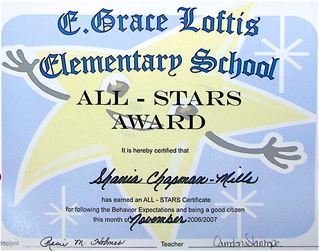 E. Grace Loftis
Elementary School
ALL - STARS
AWARD
It is hereby certified that
Shania Chapman-Mills
has earned an ALL - STARS Certificate
for following the Behavior Expectations and being a good citizen
this month of November 2006/2007
Rosie M. Holmes
Teacher